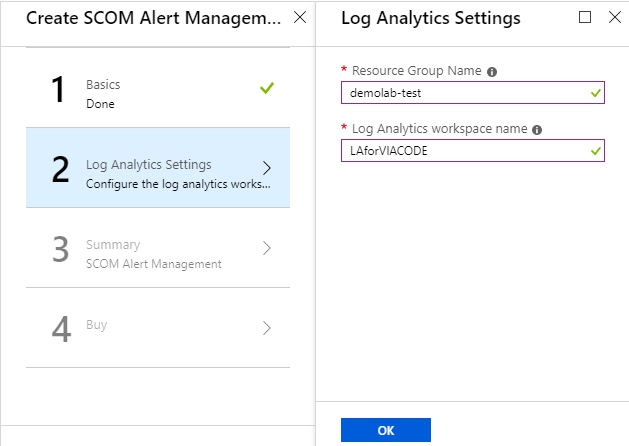 Create SCOM Alert Managem...
1
Basics
Done
2
Log Analytics Settings
Configure the log analytics works...
3
Summary
SCOM Alert Management
4
Buy
Log Analytics Settings
* Resource Group Name
demolab-test
* Log Analytics workspace name
LAforVIACODE
OK